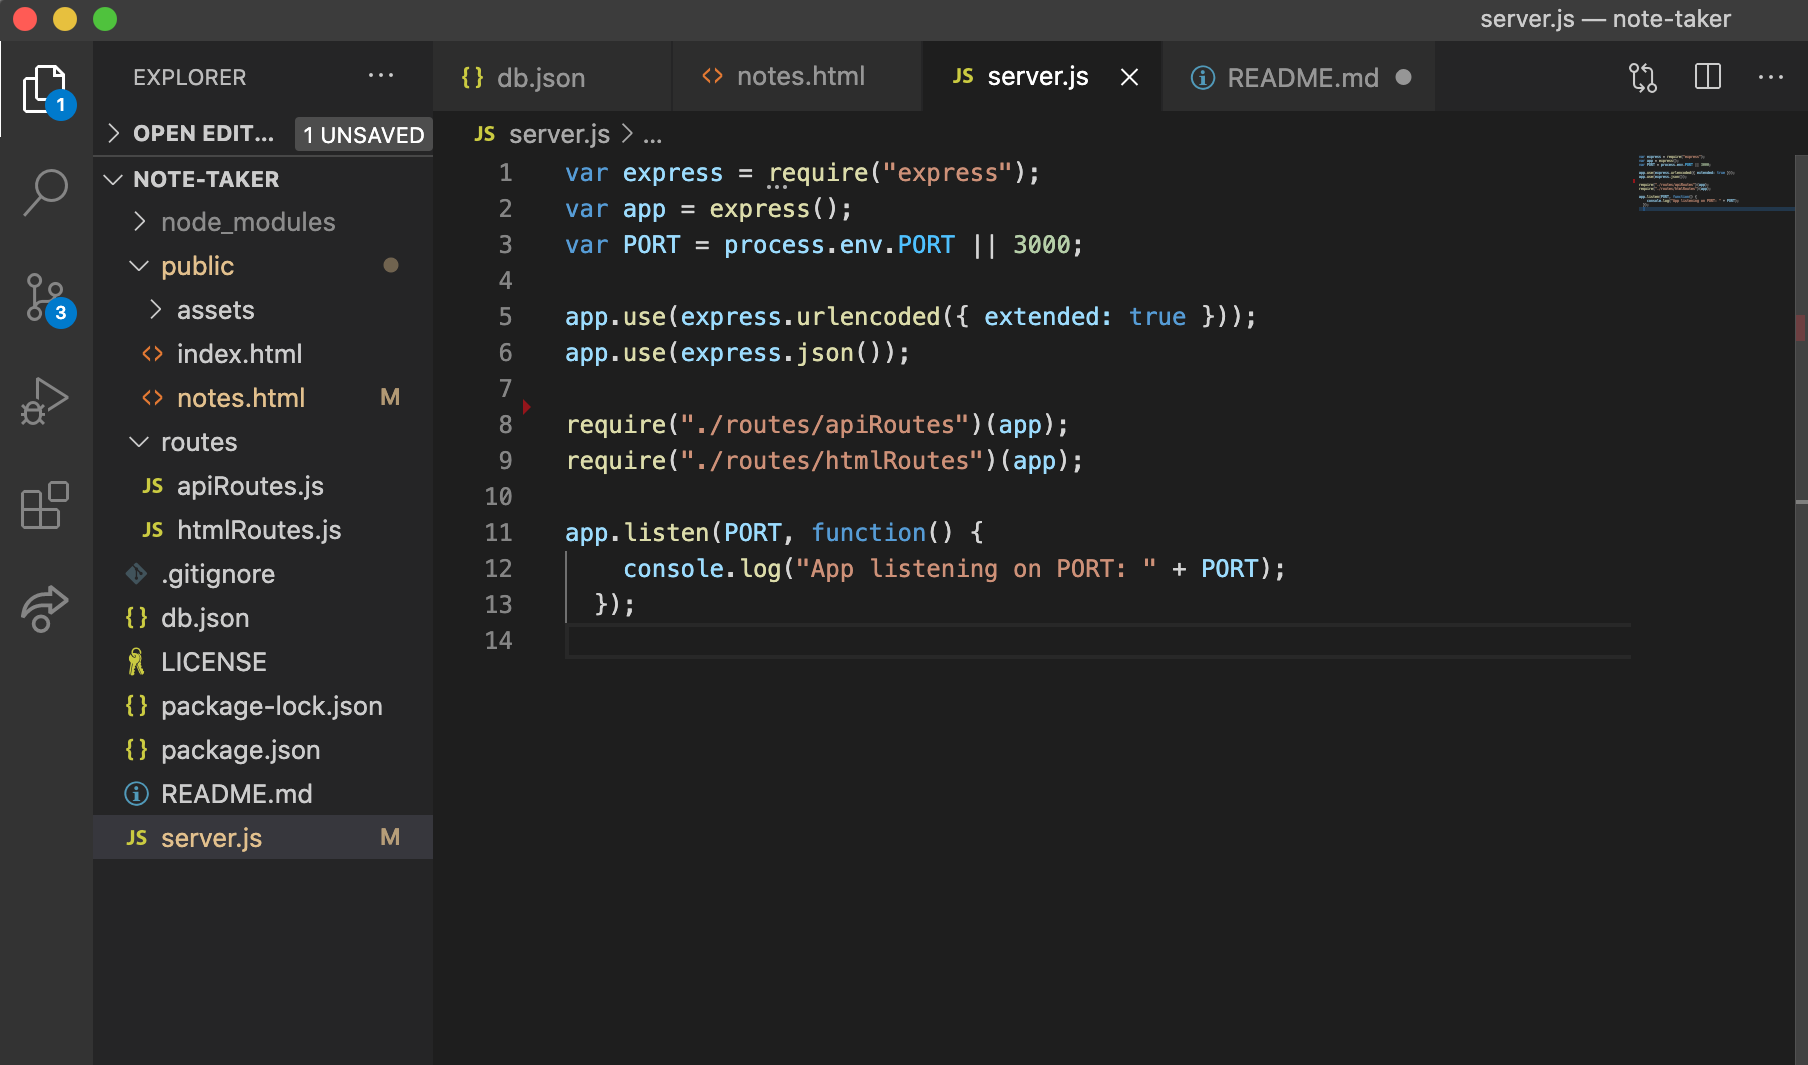 server.js — note-taker
EXPLORER
{} db.json
<> notes.html
JS server.js
README.md
1
OPEN EDIT... 1 UNSAVED
JS server.js > ...
NOTE-TAKER
node_modules
public
assets
<> index.html
<> notes.html M
routes
JS apiRoutes.js
JS htmlRoutes.js
.gitignore
{} db.json
LICENSE
{} package-lock.json
{} package.json
README.md
JS server.js M
3
1 var express = require("express");
2 var app = express();
3 var PORT = process.env.PORT || 3000;
4
5 app.use(express.urlencoded({ extended: true }));
6 app.use(express.json());
7
8 require("./routes/apiRoutes")(app);
9 require("./routes/htmlRoutes")(app);
10
11 app.listen(PORT, function() {
12 console.log("App listening on PORT: " + PORT);
13 });
14